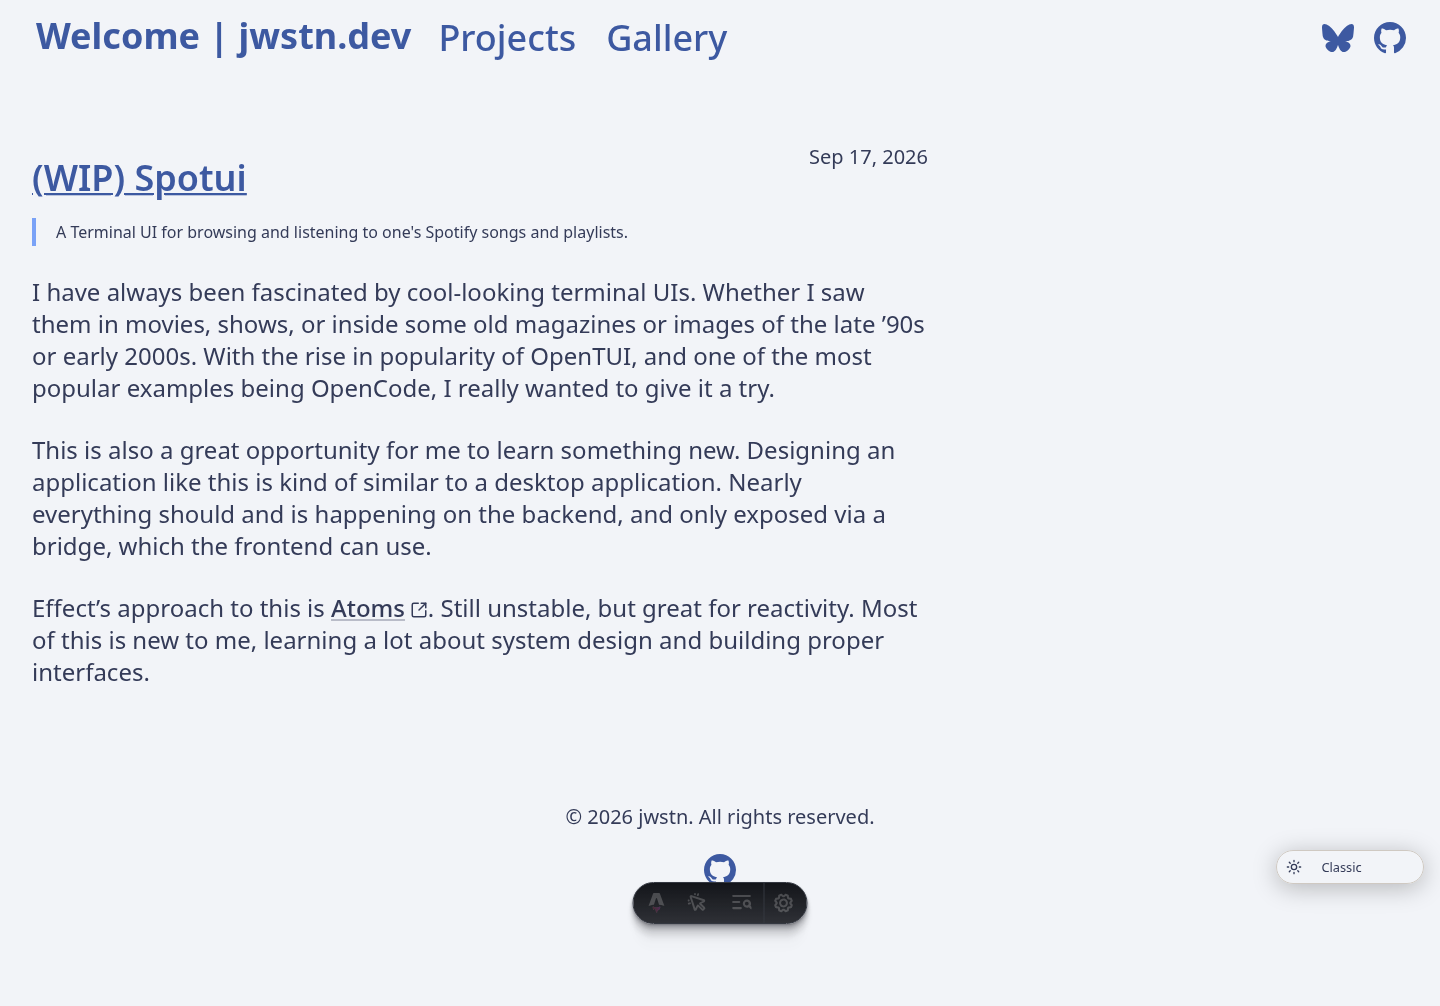 Welcome | jwstn.dev
Projects
Gallery
Sep 17, 2026
(WIP) Spotui
A Terminal UI for browsing and listening to one's Spotify songs and playlists.
I have always been fascinated by cool-looking terminal UIs. Whether I saw
them in movies, shows, or inside some old magazines or images of the late ’90s
or early 2000s. With the rise in popularity of OpenTUI, and one of the most
popular examples being OpenCode, I really wanted to give it a try.
This is also a great opportunity for me to learn something new. Designing an
application like this is kind of similar to a desktop application. Nearly
everything should and is happening on the backend, and only exposed via a
bridge, which the frontend can use.
Effect’s approach to this is Atoms. Still unstable, but great for reactivity. Most
of this is new to me, learning a lot about system design and building proper
interfaces.
© 2026 jwstn. All rights reserved.
Classic